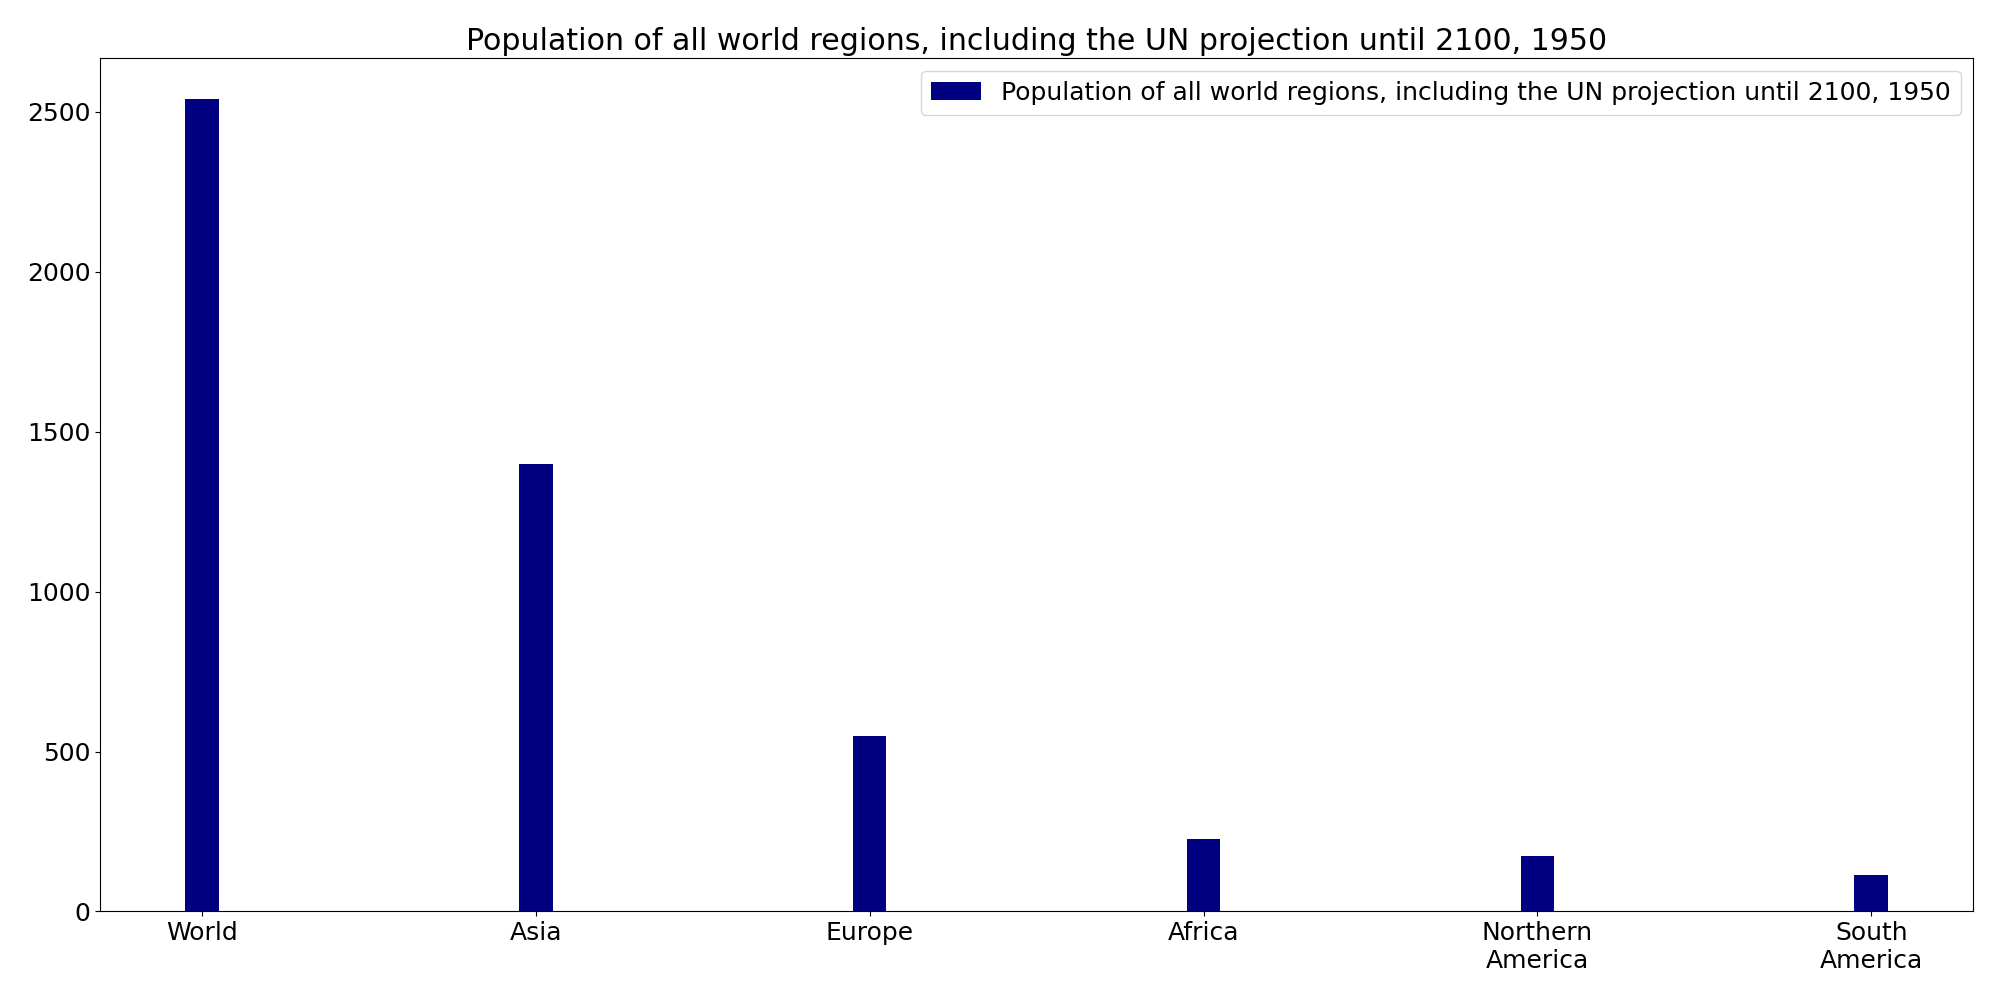 Population of all world regions, including the UN projection until 2100, 1950
Population of all world regions, including the UN projection until 2100, 1950
2500
2000
1500
1000
500
0
World
Asia
Europe
Africa
Northern
America
South
America